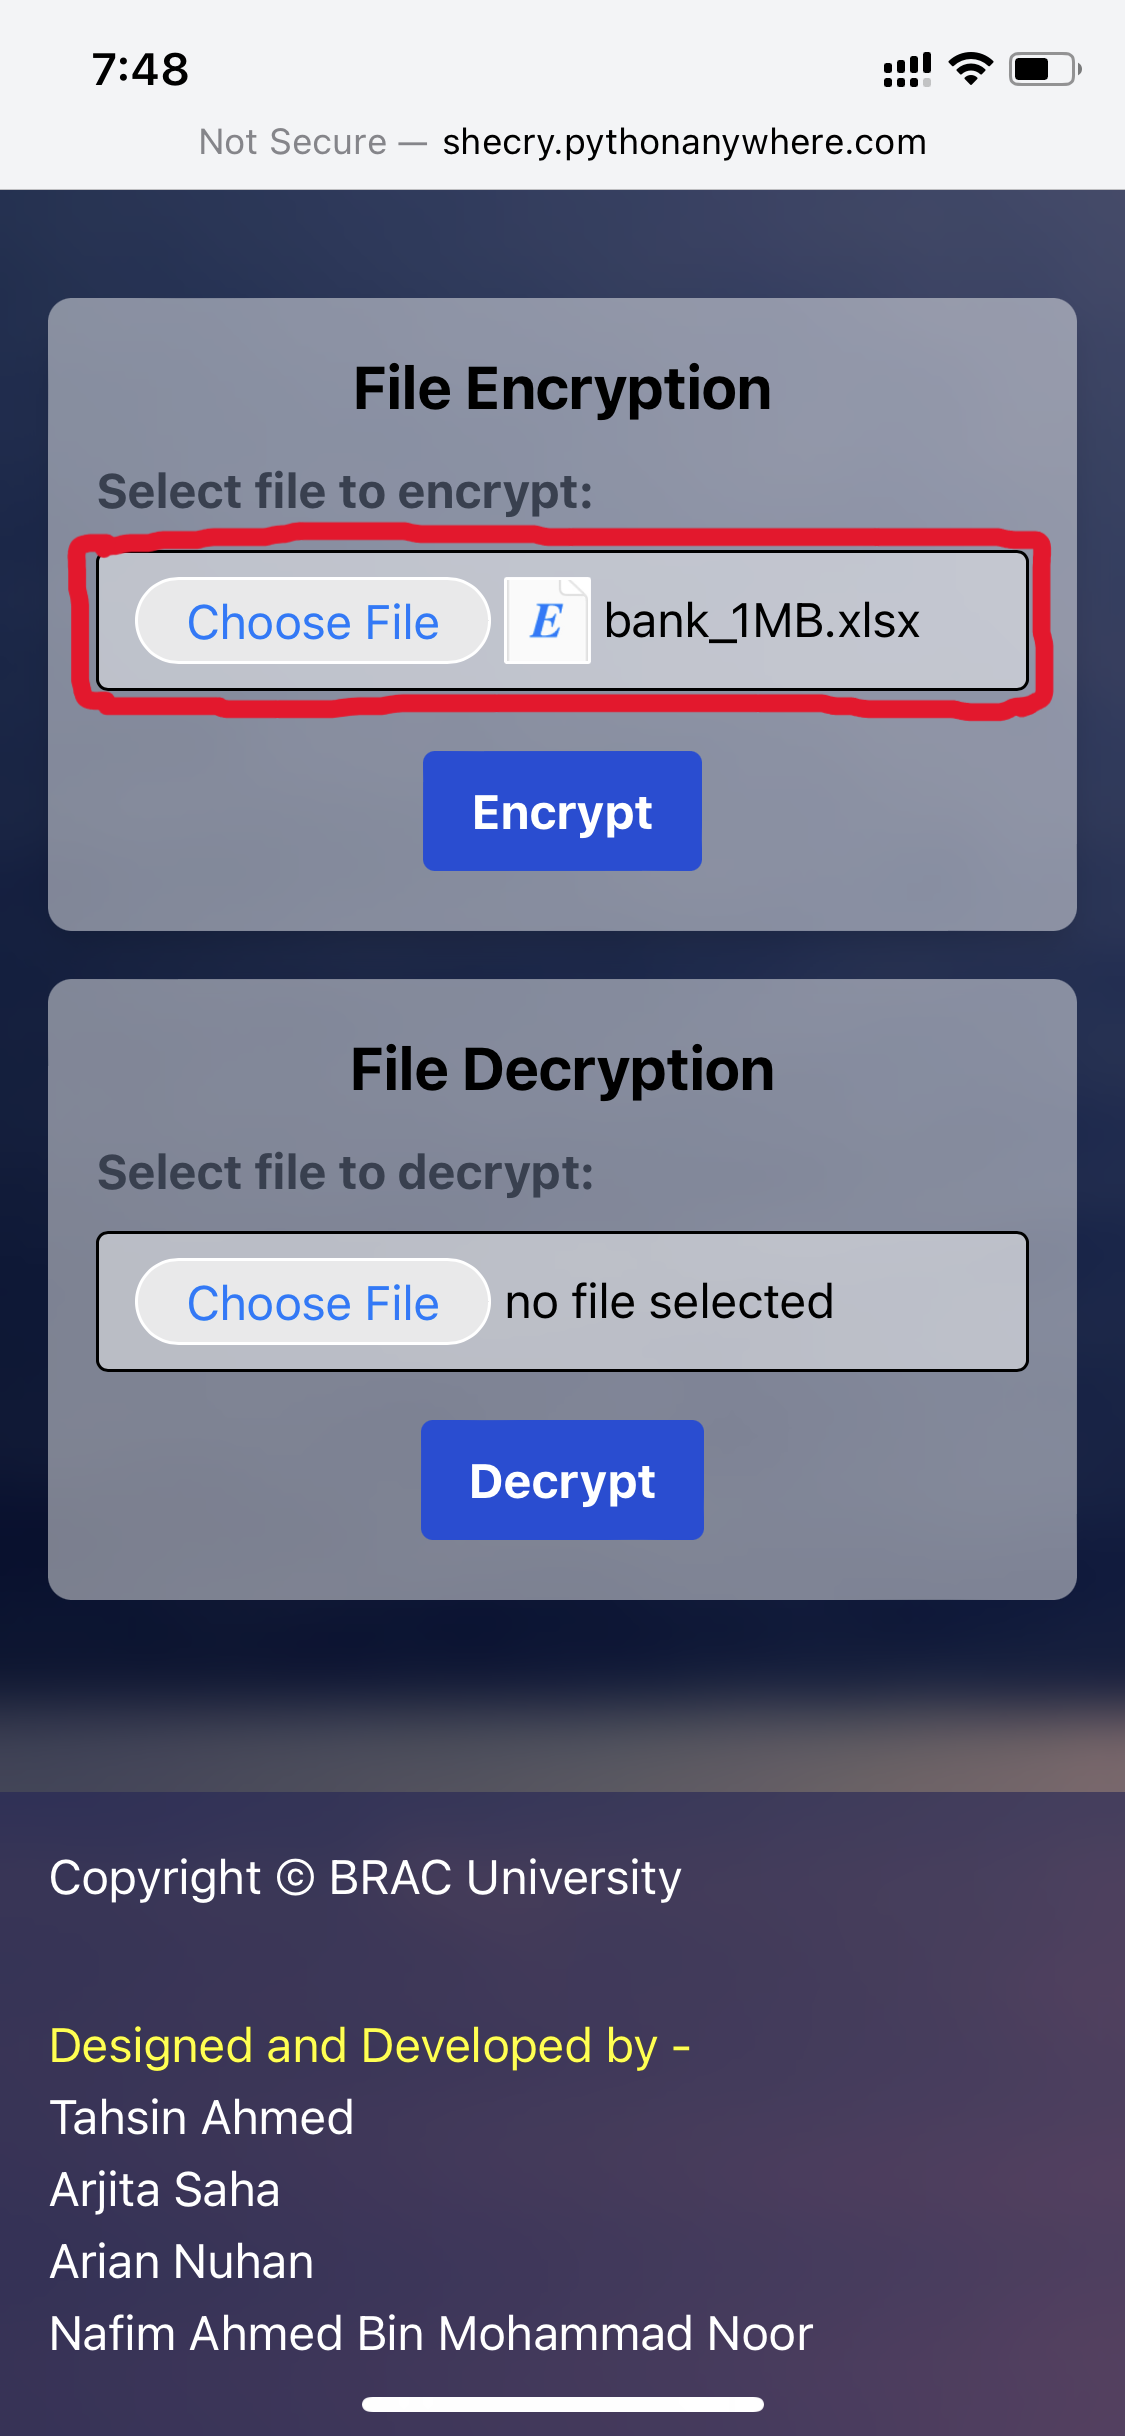 7:48
Not Secure — shecry.pythonanywhere.com
File Encryption
Select file to encrypt:
Choose File E bank_1MB.xlsx
Encrypt
File Decryption
Select file to decrypt:
Choose File no file selected
Decrypt
Copyright © BRAC University
Designed and Developed by -
Tahsin Ahmed
Arjita Saha
Arian Nuhan
Nafim Ahmed Bin Mohammad Noor